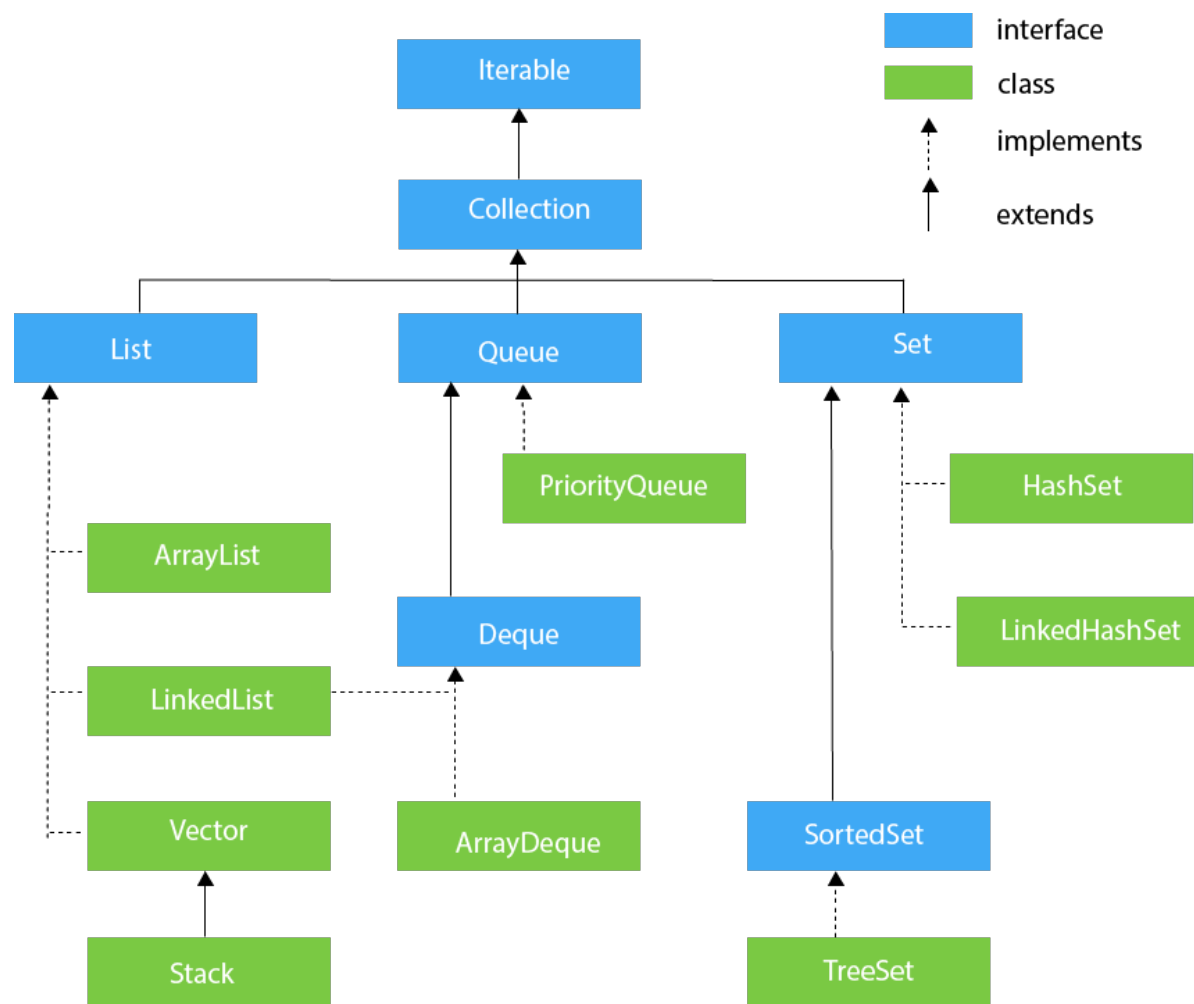 interface
Iterable
class
implements
Collection
extends
List
Queue
Set
PriorityQueue
HashSet
ArrayList
Deque
LinkedHashSet
LinkedList
Vector
ArrayDeque
SortedSet
Stack
TreeSet